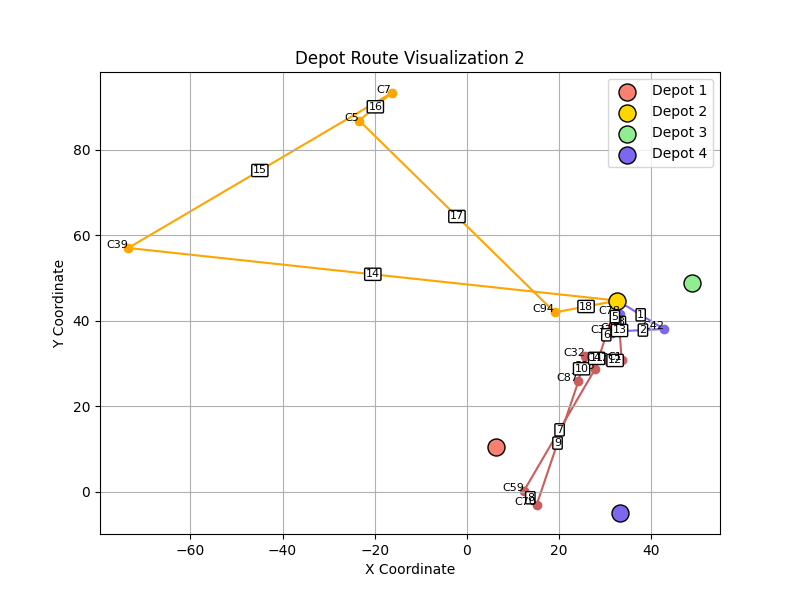 Depot Route Visualization 2
Depot 1
Depot 2
Depot 3
Depot 4
C7
16
C5
15
17
C39
14
18
C94
1
5
2
13
6
C32
12
10
C87
7
9
C59
8
80
60
40
20
0
−60
−40
−20
0
20
40
X Coordinate
Y Coordinate